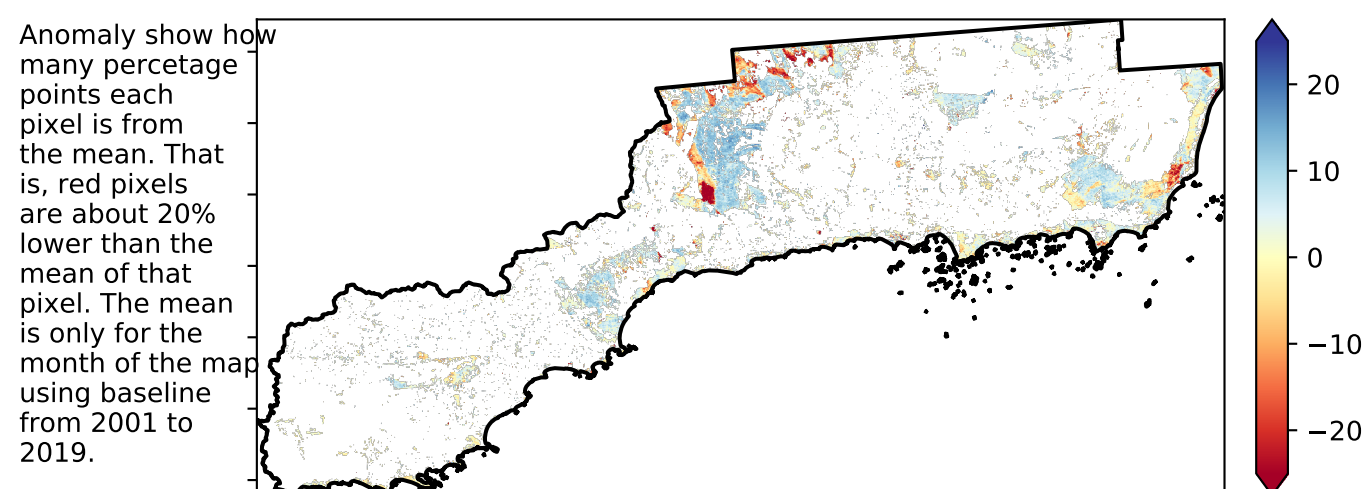 Anomaly show how
many percetage
points each
pixel is from
the mean. That
is, red pixels
are about 20%
lower than the
mean of that
pixel. The mean
is only for the
month of the map
using baseline
from 2001 to
2019.
20
10
0
−10
−20